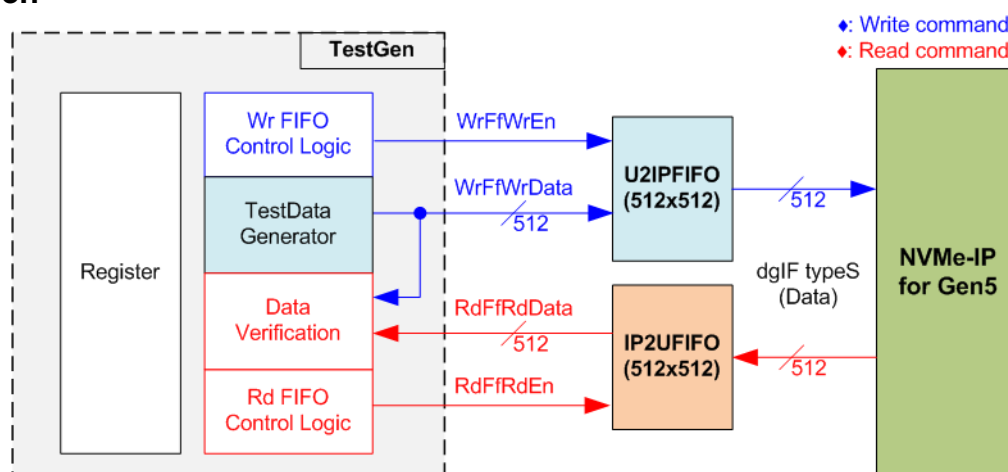 TestGen
♦: Write command
♦: Read command
Register
Wr FIFO
Control Logic
TestData
Generator
Data
Verification
Rd FIFO
Control Logic
WrFfWrEn
WrFfWrData
512
RdFfRdData
512
RdFfRdEn
U2IPFIFO
(512x512)
IP2UFIFO
(512x512)
512
dgIF typeS
(Data)
512
NVMe-IP
for Gen5